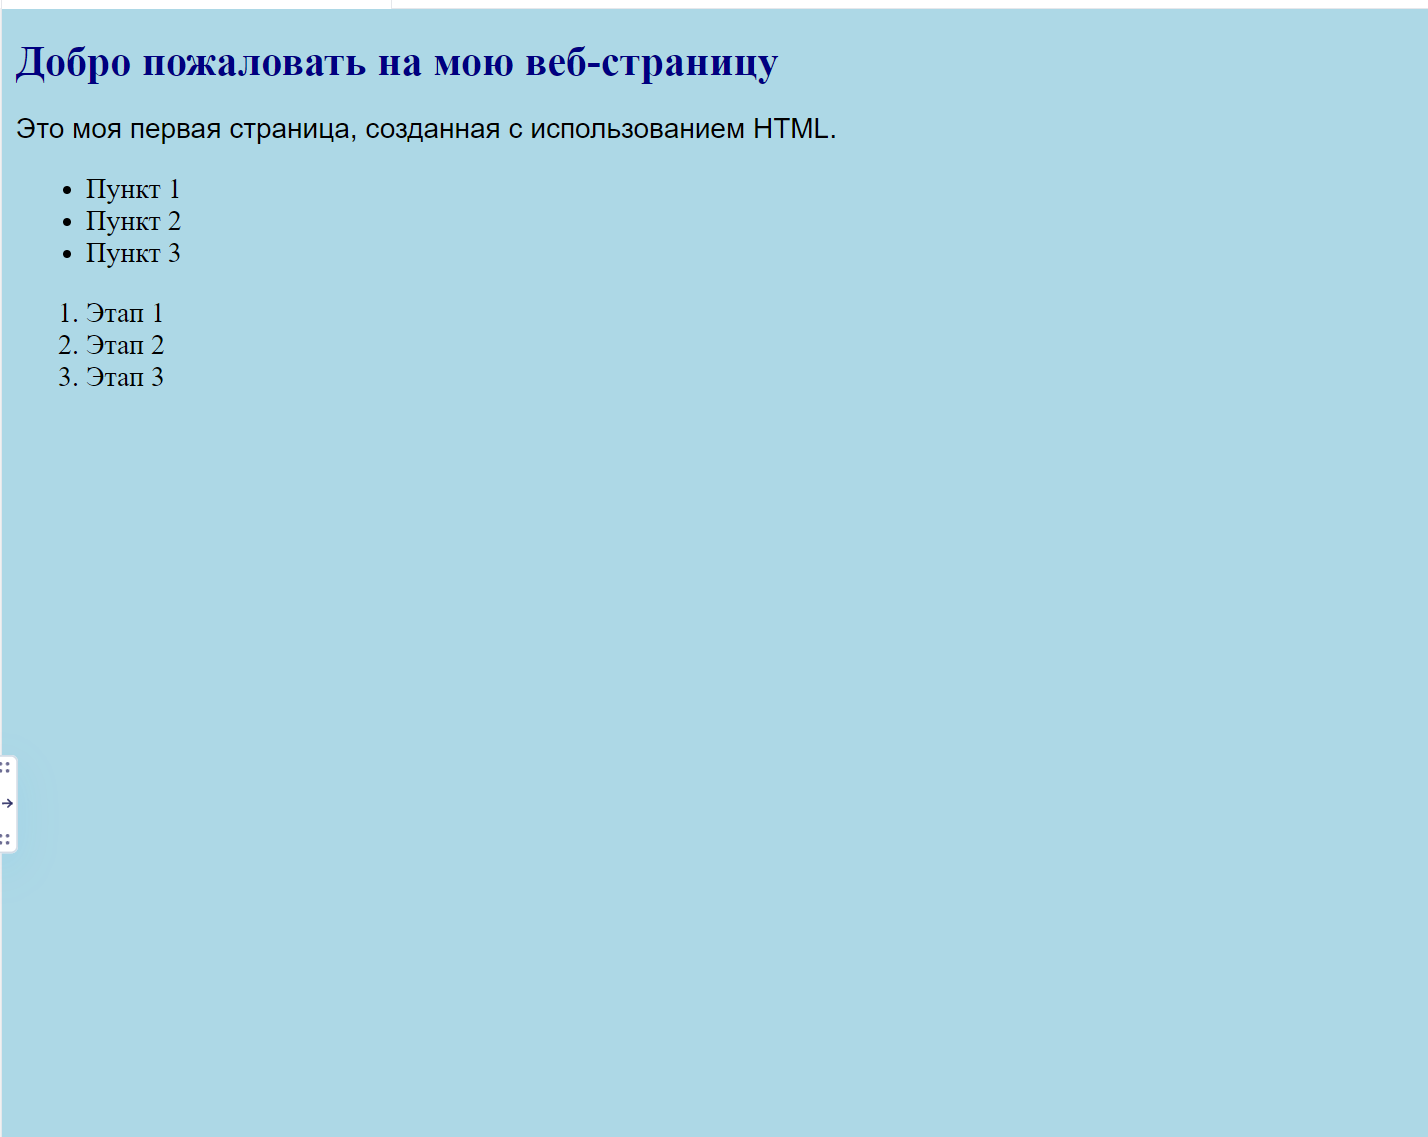 Добро пожаловать на мою веб-страницу
Это моя первая страница, созданная с использованием HTML.
• Пункт 1
• Пункт 2
• Пункт 3
1. Этап 1
2. Этап 2
3. Этап 3